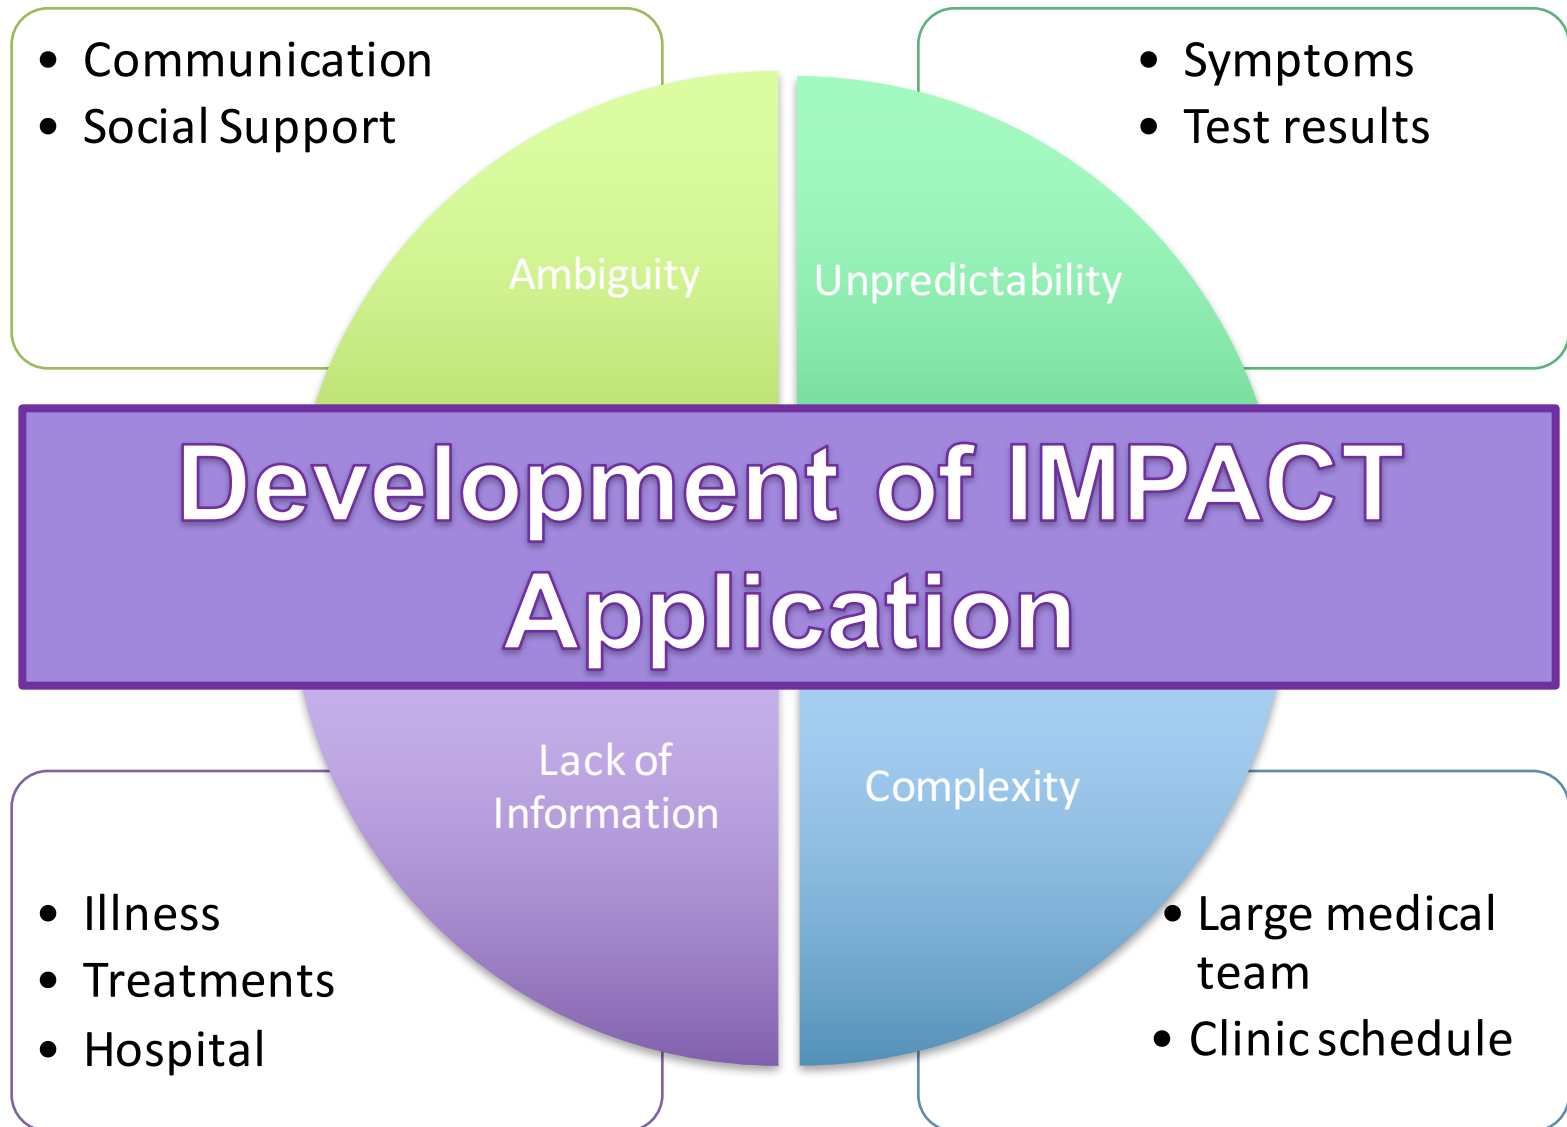 • Communication
• Social Support
• Symptoms
• Test results
Ambiguity
Unpredictability
Development of IMPACT
Application
Lack of
Information
Complexity
• Illness
• Treatments
• Hospital
• Large medical
team
• Clinic schedule